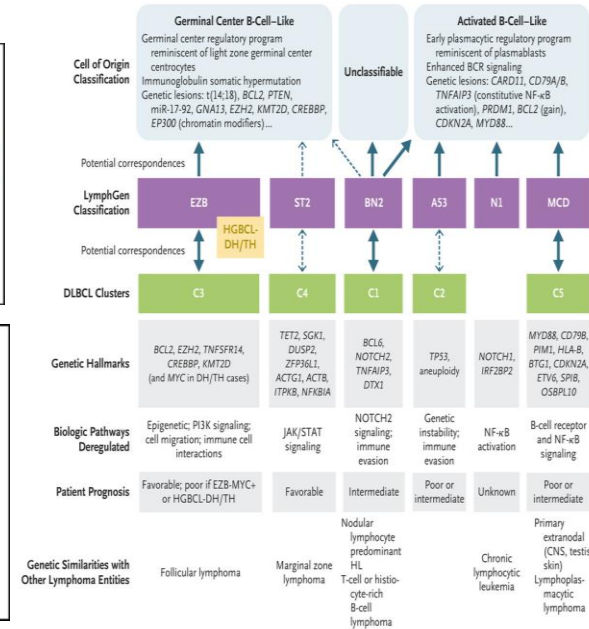 Germinal Center B-Cell–Like
Germinal center regulatory program
reminiscent of light zone germinal center
centrocytes
Immunoglobulin somatic hypermutation
Genetic lesions: t(14;18), BCL2, PTEN,
miR-17-92, GNA13, EZH2, KMT2D, CREBBP,
EP300 (chromatin modifiers)...
Cell of Origin
Classification
Unclassifiable
Activated B-Cell–Like
Early plasmacytic regulatory program
reminiscent of plasmablasts
Enhanced BCR signaling
Genetic lesions: CARD11, CD79A/B,
TNFAIP3 (constitutive NF-κB
activation), PRDM1, BCL2 (gain),
CDKN2A, MYD88...
Potential correspondences
LymphGen
Classification
EZB
ST2
BN2
A53
N1
MCD
HGBCL-
DH/TH
Potential correspondences
DLBCL Clusters
C3
C4
C1
C2
C5
Genetic Hallmarks
BCL2, EZH2, TNFSFR14,
CREBBP, KMT2D
(and MYC in DH/TH cases)
TET2, SGK1,
DUSP2,
ZFP36L1,
ACTG1, ACTB,
ITPKB, NFKBIA
BCL6,
NOTCH2,
TNFAIP3,
DTX1
TP53,
aneuploidy
NOTCH1,
IRF2BP2
MYD88, CD79B,
PIM1, HLA-B,
BTG1, CDKN2A,
ETV6, SPIB,
OSBPL10
Biologic Pathways
Deregulated
Epigenetic; PI3K signaling;
cell migration; immune cell
interactions
JAK/STAT
signaling
NOTCH2
signaling;
immune
evasion
Genetic
instability;
immune
evasion
NF-κB
activation
B-cell receptor
and NF-κB
signaling
Patient Prognosis
Favorable; poor if EZB-MYC+
or HGBCL-DH/TH
Favorable
Intermediate
Poor or
intermediate
Unknown
Poor or
intermediate
Genetic Similarities with
Other Lymphoma Entities
Follicular lymphoma
Marginal zone
lymphoma
Nodular
lymphocyte
predominant
HL
T-cell or histio-
cyte-rich
B-cell
lymphoma
Chronic
lymphocytic
leukemia
Primary
extranodal
(CNS, testis,
skin)
Lymphoplas-
macytic
lymphoma